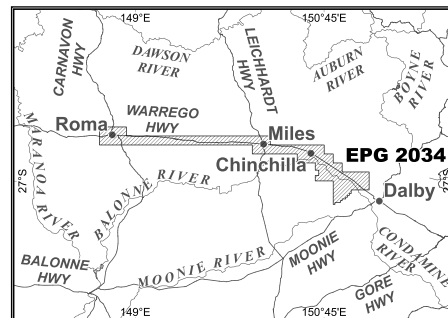 149°E
150°45'E
CARNAVON
HWY
DAWSON
RIVER
LEICHHARDT
HWY
AUBURN
RIVER
BOYNE
RIVER
WARREGO
HWY
Roma
Miles
Chinchilla
EPG 2034
Dalby
MARANOA RIVER
27°S
27°S
BALONNE RIVER
MOONIE RIVER
MOONIE
HWY
CONDAMINE
RIVER
BALONNE
HWY
GORE
HWY
149°E
150°45'E